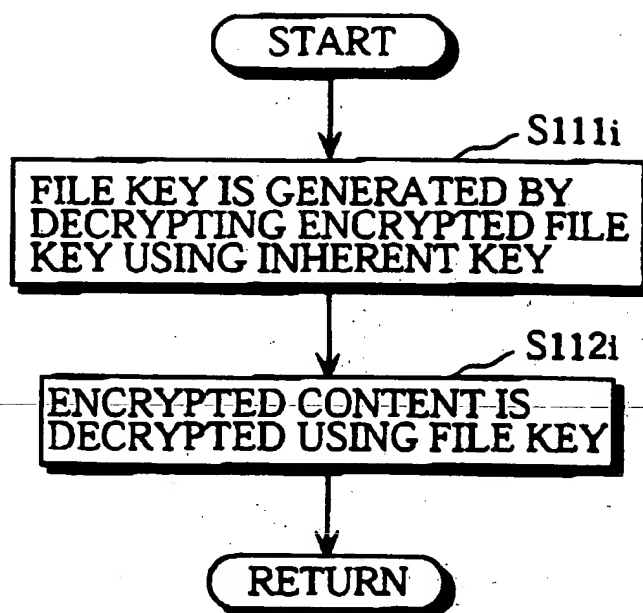 START
S111i
FILE KEY IS GENERATED BY
DECRYPTING ENCRYPTED FILE
KEY USING INHERENT KEY
S112i
ENCRYPTED CONTENT IS
DECRYPTED USING FILE KEY
RETURN